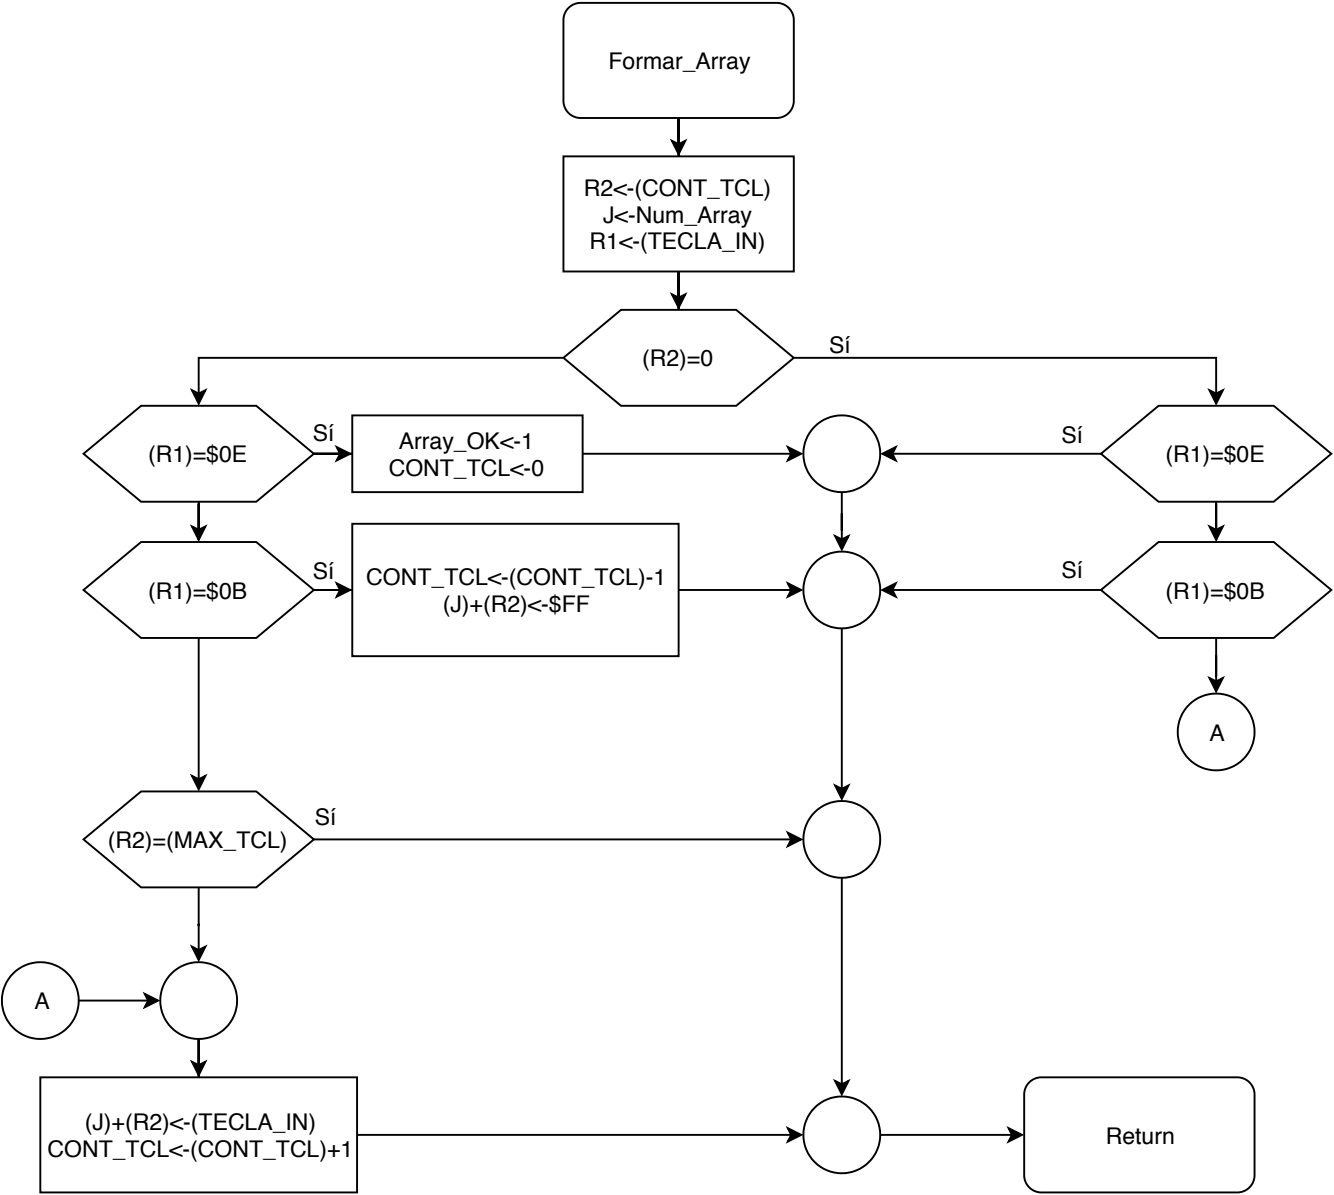 Formar_Array
R2<-(CONT_TCL)
J<-Num_Array
R1<-(TECLA_IN)
(R2)=0
Sí
(R1)=$0E
Sí
Array_OK<-1
CONT_TCL<-0
Sí
(R1)=$0E
(R1)=$0B
Sí
CONT_TCL<-(CONT_TCL)-1
(J)+(R2)<-$FF
Sí
(R1)=$0B
A
(R2)=(MAX_TCL)
Sí
A
(J)+(R2)<-(TECLA_IN)
CONT_TCL<-(CONT_TCL)+1
Return